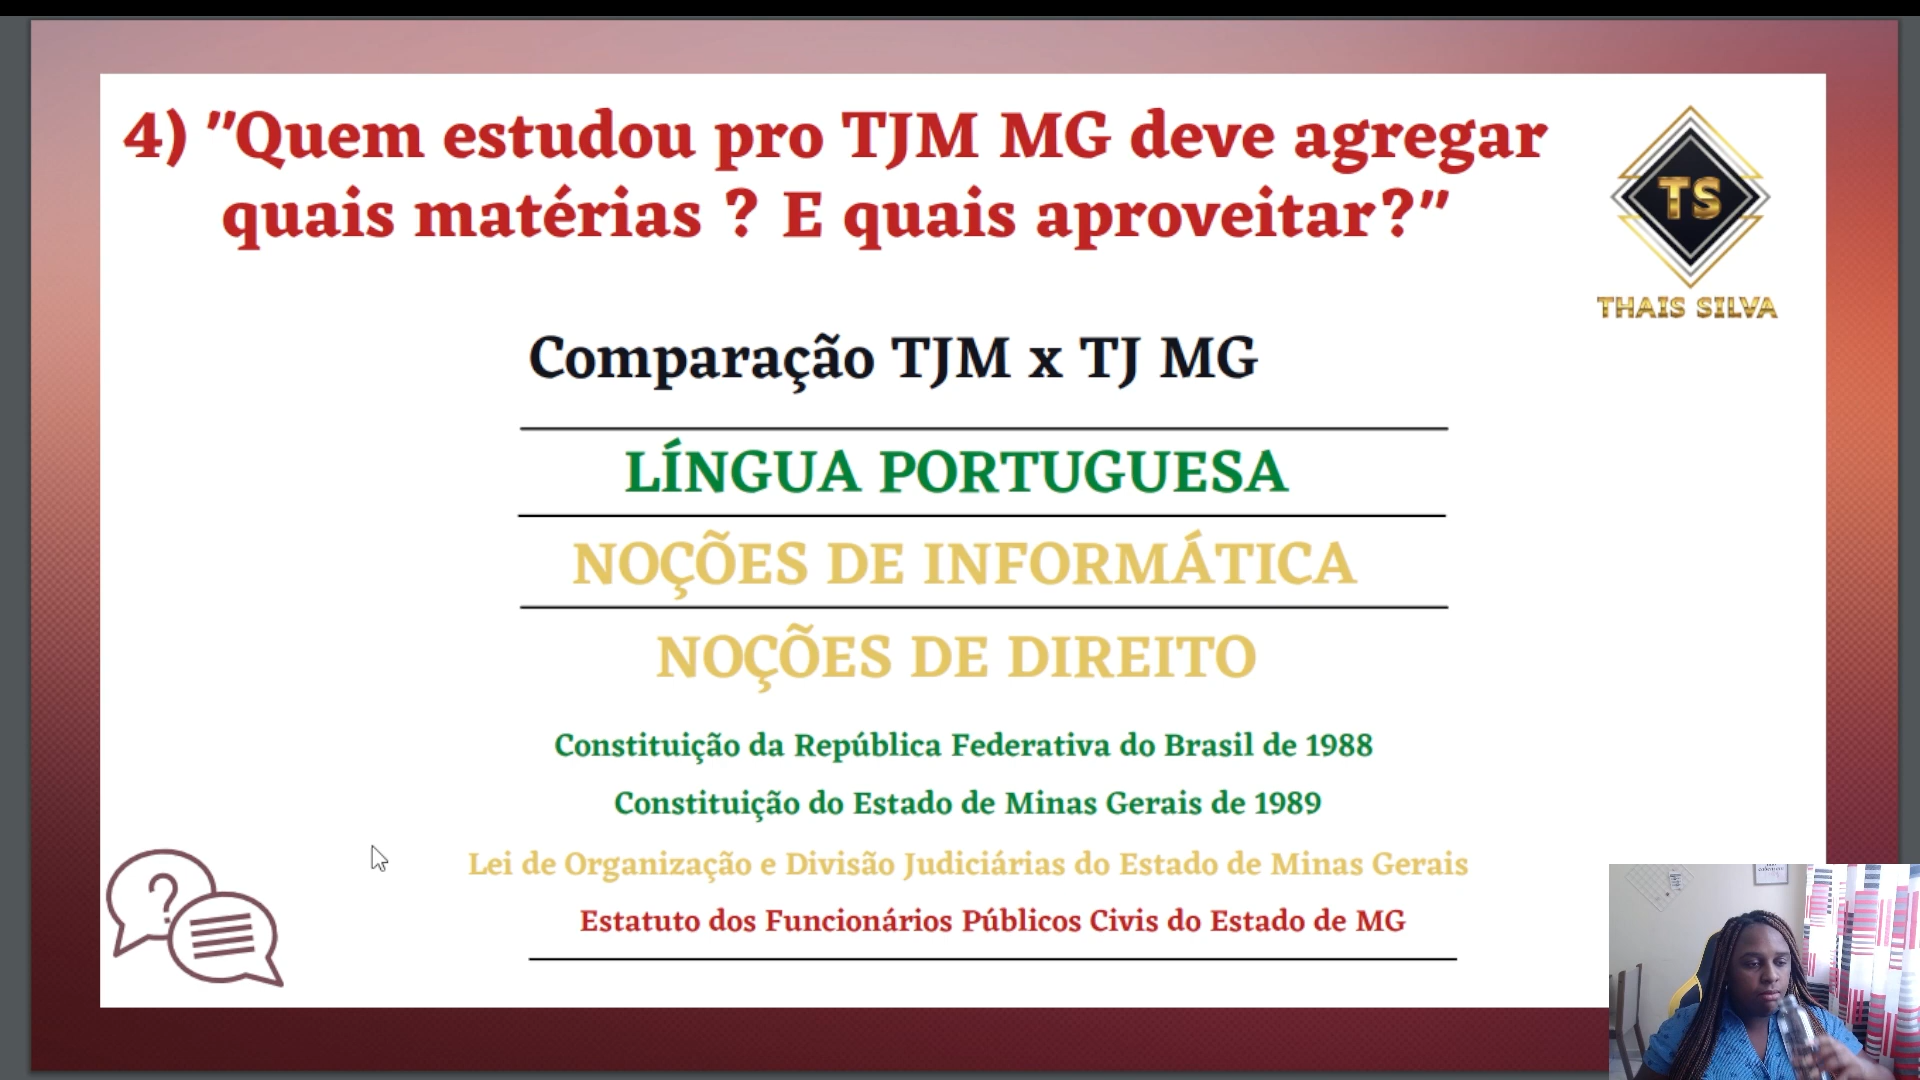 4) "Quem estudou pro TJM MG deve agregar
quais matérias ? E quais aproveitar?"
TS
THAIS SILVA
Comparação TJM x TJ MG
LÍNGUA PORTUGUESA
NOÇÕES DE INFORMÁTICA
NOÇÕES DE DIREITO
Constituição da República Federativa do Brasil de 1988
Constituição do Estado de Minas Gerais de 1989
Lei de Organização e Divisão Judiciárias do Estado de Minas Gerais
Estatuto dos Funcionários Públicos Civis do Estado de MG
?